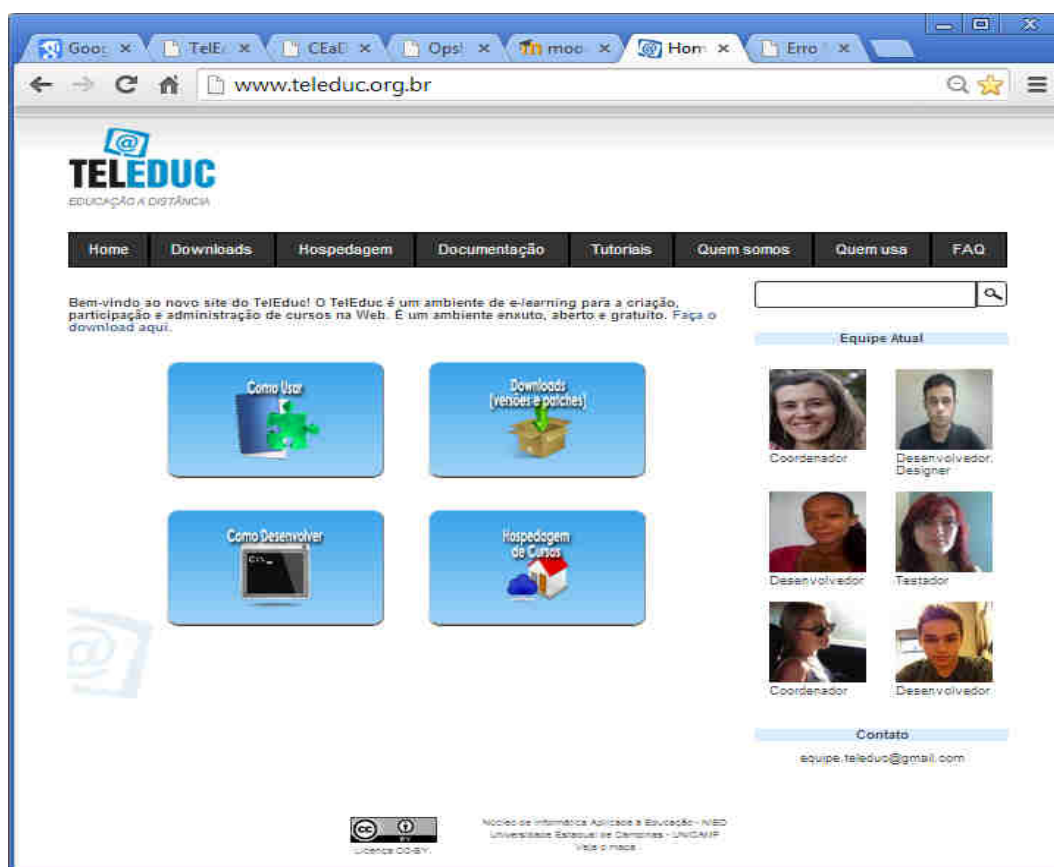 Goo
TelE
CEaD
Ops!
moo
Hom
Erro
www.teleduc.org.br
@
TELEDUC
EDUCAÇÃO A DISTÂNCIA
Home Downloads Hospedagem Documentação Tutoriais Quem somos Quem usa FAQ
Bem-vindo ao novo site do TelEduc! O TelEduc é um ambiente de e-learning para a criação,
participação e administração de cursos na Web. É um ambiente enxuto, aberto e gratuito. Faça o
download aqui.
Como Usar
Downloads
(versões e patches)
Como Desenvolver
C:\._
Hospedagem
de Cursos
Equipe Atual
Coordenador
Desenvolvedor,
Designer
Desenvolvedor
Testador
Coordenador
Desenvolvedor
Contato
equipe.teleduc@gmail.com
@
cc BY
Licença CC-BY.
Núcleo de Informática Aplicada à Educação - NIED
Universidade Estadual de Campinas - UNICAMP
Veja o mapa